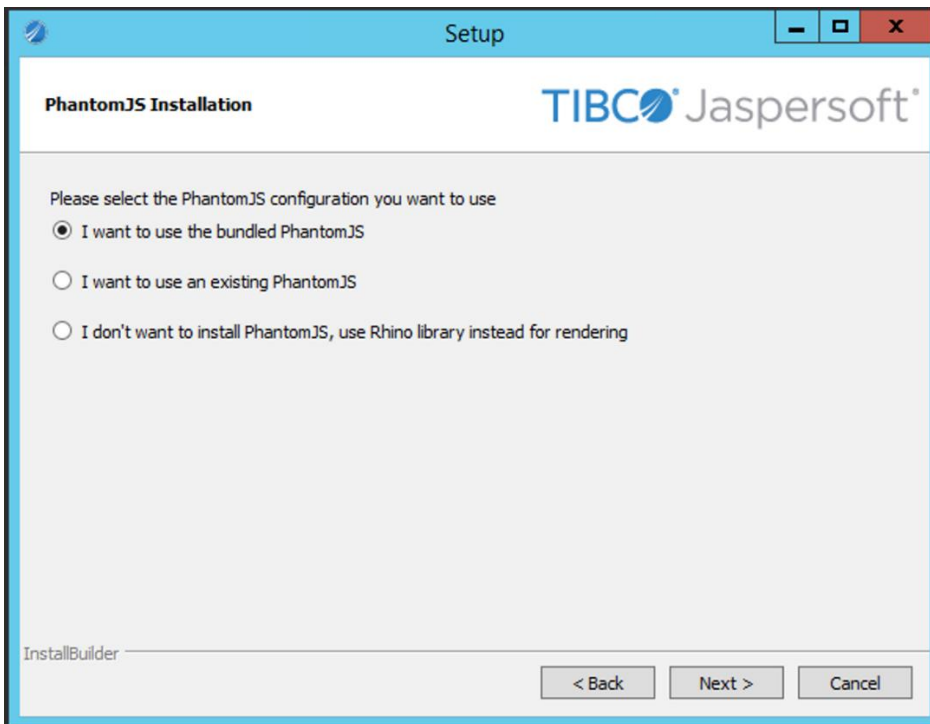 Setup
PhantomJS Installation
TIBCO® Jaspersoft®
Please select the PhantomJS configuration you want to use
I want to use the bundled PhantomJS
I want to use an existing PhantomJS
I don't want to install PhantomJS, use Rhino library instead for rendering
InstallBuilder
< Back
Next >
Cancel